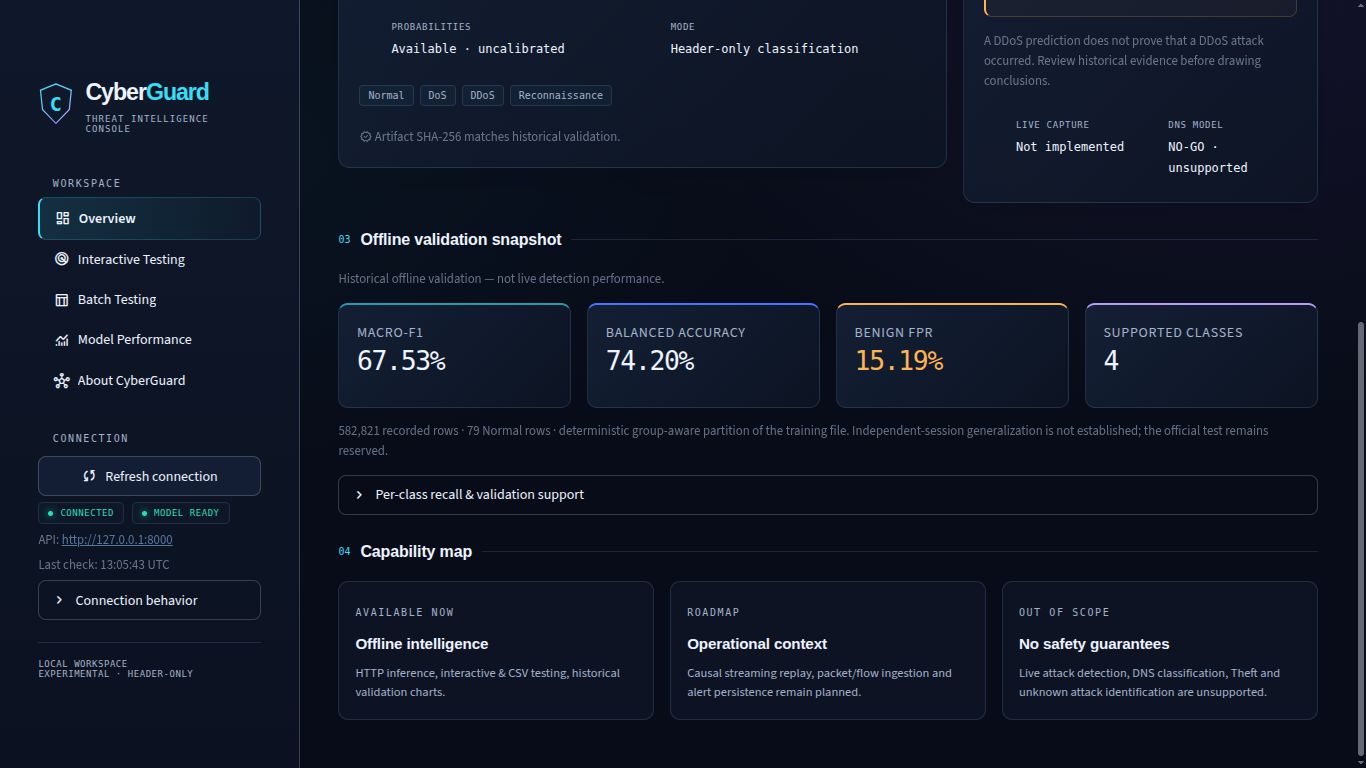 CyberGuard
THREAT INTELLIGENCE
CONSOLE
WORKSPACE
Overview
Interactive Testing
Batch Testing
Model Performance
About CyberGuard
CONNECTION
Refresh connection
CONNECTED
MODEL READY
API: http://127.0.0.1:8000
Last check: 13:05:43 UTC
Connection behavior
LOCAL WORKSPACE
EXPERIMENTAL · HEADER-ONLY
PROBABILITIES
Available · uncalibrated
MODE
Header-only classification
Normal
DoS
DDoS
Reconnaissance
Artifact SHA-256 matches historical validation.
A DDoS prediction does not prove that a DDoS attack
occurred. Review historical evidence before drawing
conclusions.
LIVE CAPTURE
Not implemented
DNS MODEL
NO-GO ·
unsupported
03 Offline validation snapshot
Historical offline validation — not live detection performance.
MACRO-F1
67.53%
BALANCED ACCURACY
74.20%
BENIGN FPR
15.19%
SUPPORTED CLASSES
4
582,821 recorded rows · 79 Normal rows · deterministic group-aware partition of the training file. Independent-session generalization is not established; the official test remains
reserved.
Per-class recall & validation support
04 Capability map
AVAILABLE NOW
Offline intelligence
HTTP inference, interactive & CSV testing, historical
validation charts.
ROADMAP
Operational context
Causal streaming replay, packet/flow ingestion and
alert persistence remain planned.
OUT OF SCOPE
No safety guarantees
Live attack detection, DNS classification, Theft and
unknown attack identification are unsupported.